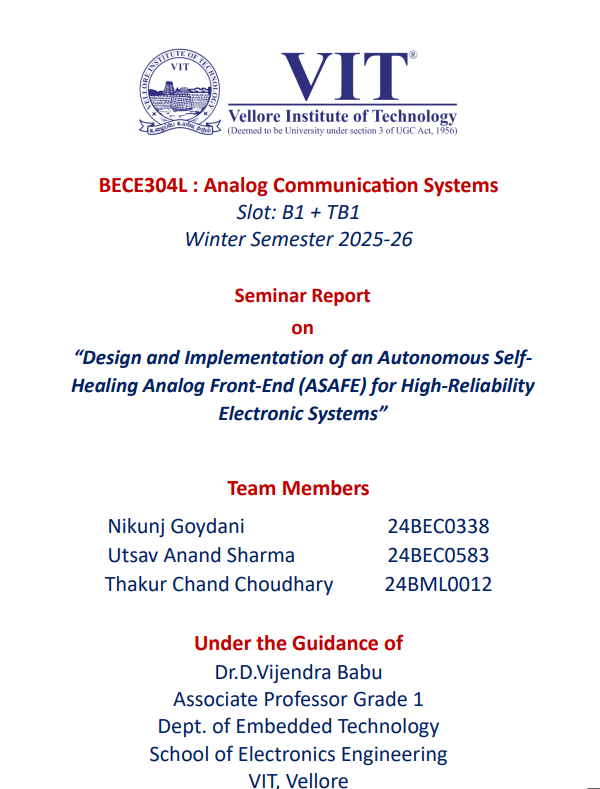 VELLORE INSTITUTE OF TECHNOLOGY
VIT
VIT®
Vellore Institute of Technology
(Deemed to be University under section 3 of UGC Act, 1956)
BECE304L : Analog Communication Systems
Slot: B1 + TB1
Winter Semester 2025-26
Seminar Report
on
“Design and Implementation of an Autonomous Self-
Healing Analog Front-End (ASAFE) for High-Reliability
Electronic Systems”
Team Members
Nikunj Goydani 24BEC0338
Utsav Anand Sharma 24BEC0583
Thakur Chand Choudhary 24BML0012
Under the Guidance of
Dr.D.Vijendra Babu
Associate Professor Grade 1
Dept. of Embedded Technology
School of Electronics Engineering
VIT, Vellore